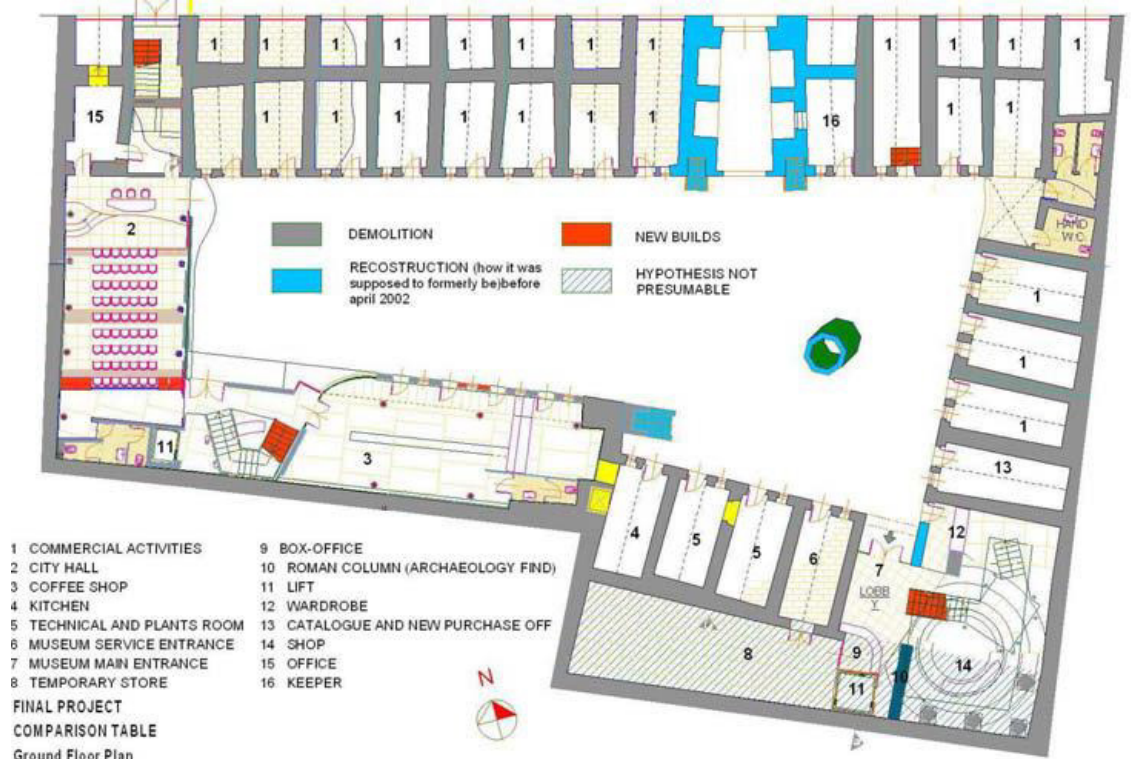 1 1 1 1 1 1 1 1 1 1 1 1
15 1 1 1 1 1 1 1 16 1 1
2
HAND
W.C
DEMOLITION
NEW BUILDS
RECOSTRUCTION (how it was
supposed to formerly be)before
april 2002
HYPOTHESIS NOT
PRESUMABLE
1
1
1
13
11
3
4
5
5
6
7
LOBB
Y
12
8
9
10
11
14
1 COMMERCIAL ACTIVITIES
2 CITY HALL
3 COFFEE SHOP
4 KITCHEN
5 TECHNICAL AND PLANTS ROOM
6 MUSEUM SERVICE ENTRANCE
7 MUSEUM MAIN ENTRANCE
8 TEMPORARY STORE
9 BOX-OFFICE
10 ROMAN COLUMN (ARCHAEOLOGY FIND)
11 LIFT
12 WARDROBE
13 CATALOGUE AND NEW PURCHASE OFF
14 SHOP
15 OFFICE
16 KEEPER
N
FINAL PROJECT
COMPARISON TABLE
Ground Floor Plan